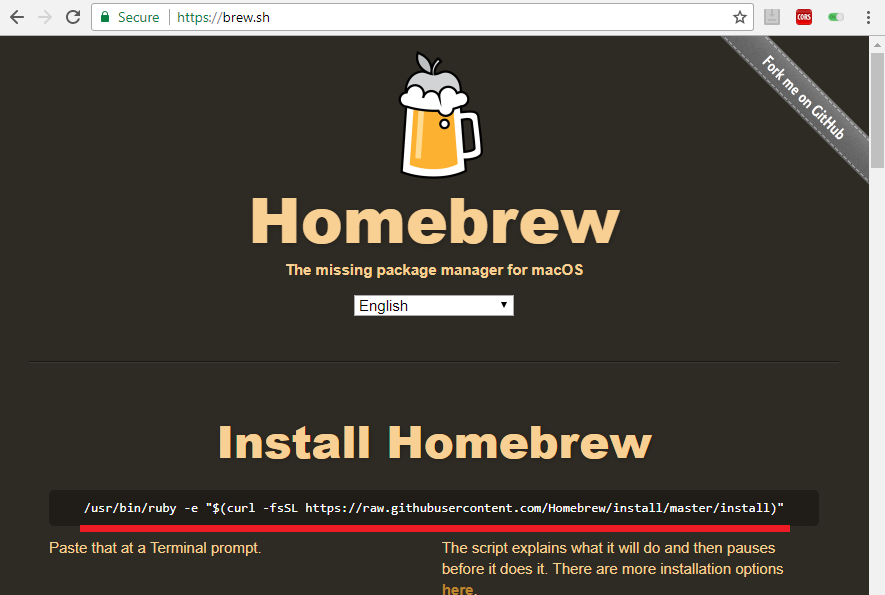 Secure
https://brew.sh
CORS
Fork me on GitHub
Homebrew
The missing package manager for macOS
English
Install Homebrew
/usr/bin/ruby -e "$(curl -fsSL https://raw.githubusercontent.com/Homebrew/install/master/install)"
Paste that at a Terminal prompt.
The script explains what it will do and then pauses
before it does it. There are more installation options
here.